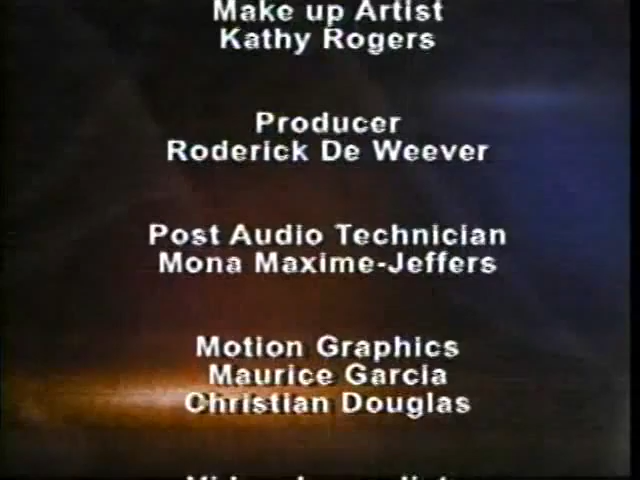 Make up Artist
Kathy Rogers
Producer
Roderick De Weever
Post Audio Technician
Mona Maxime-Jeffers
Motion Graphics
Maurice Garcia
Christian Douglas